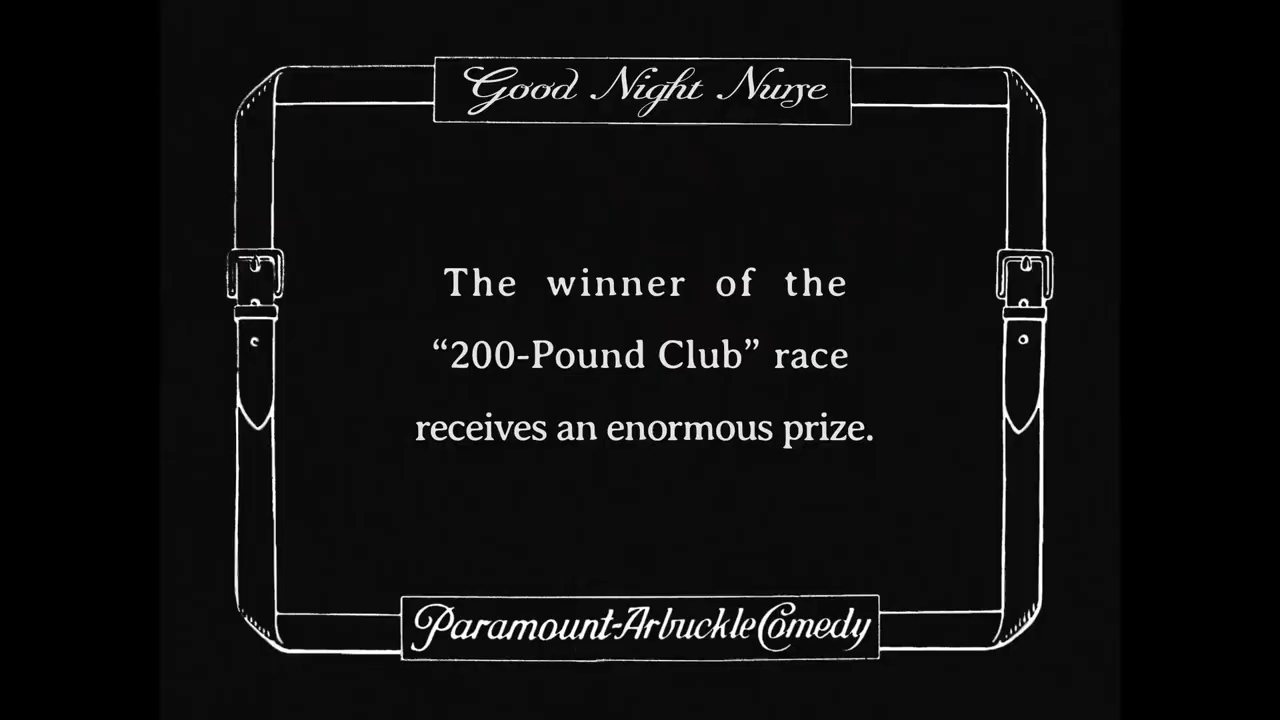 Good Night Nurse
The winner of the
“200-Pound Club” race
receives an enormous prize.
Paramount-Arbuckle Comedy